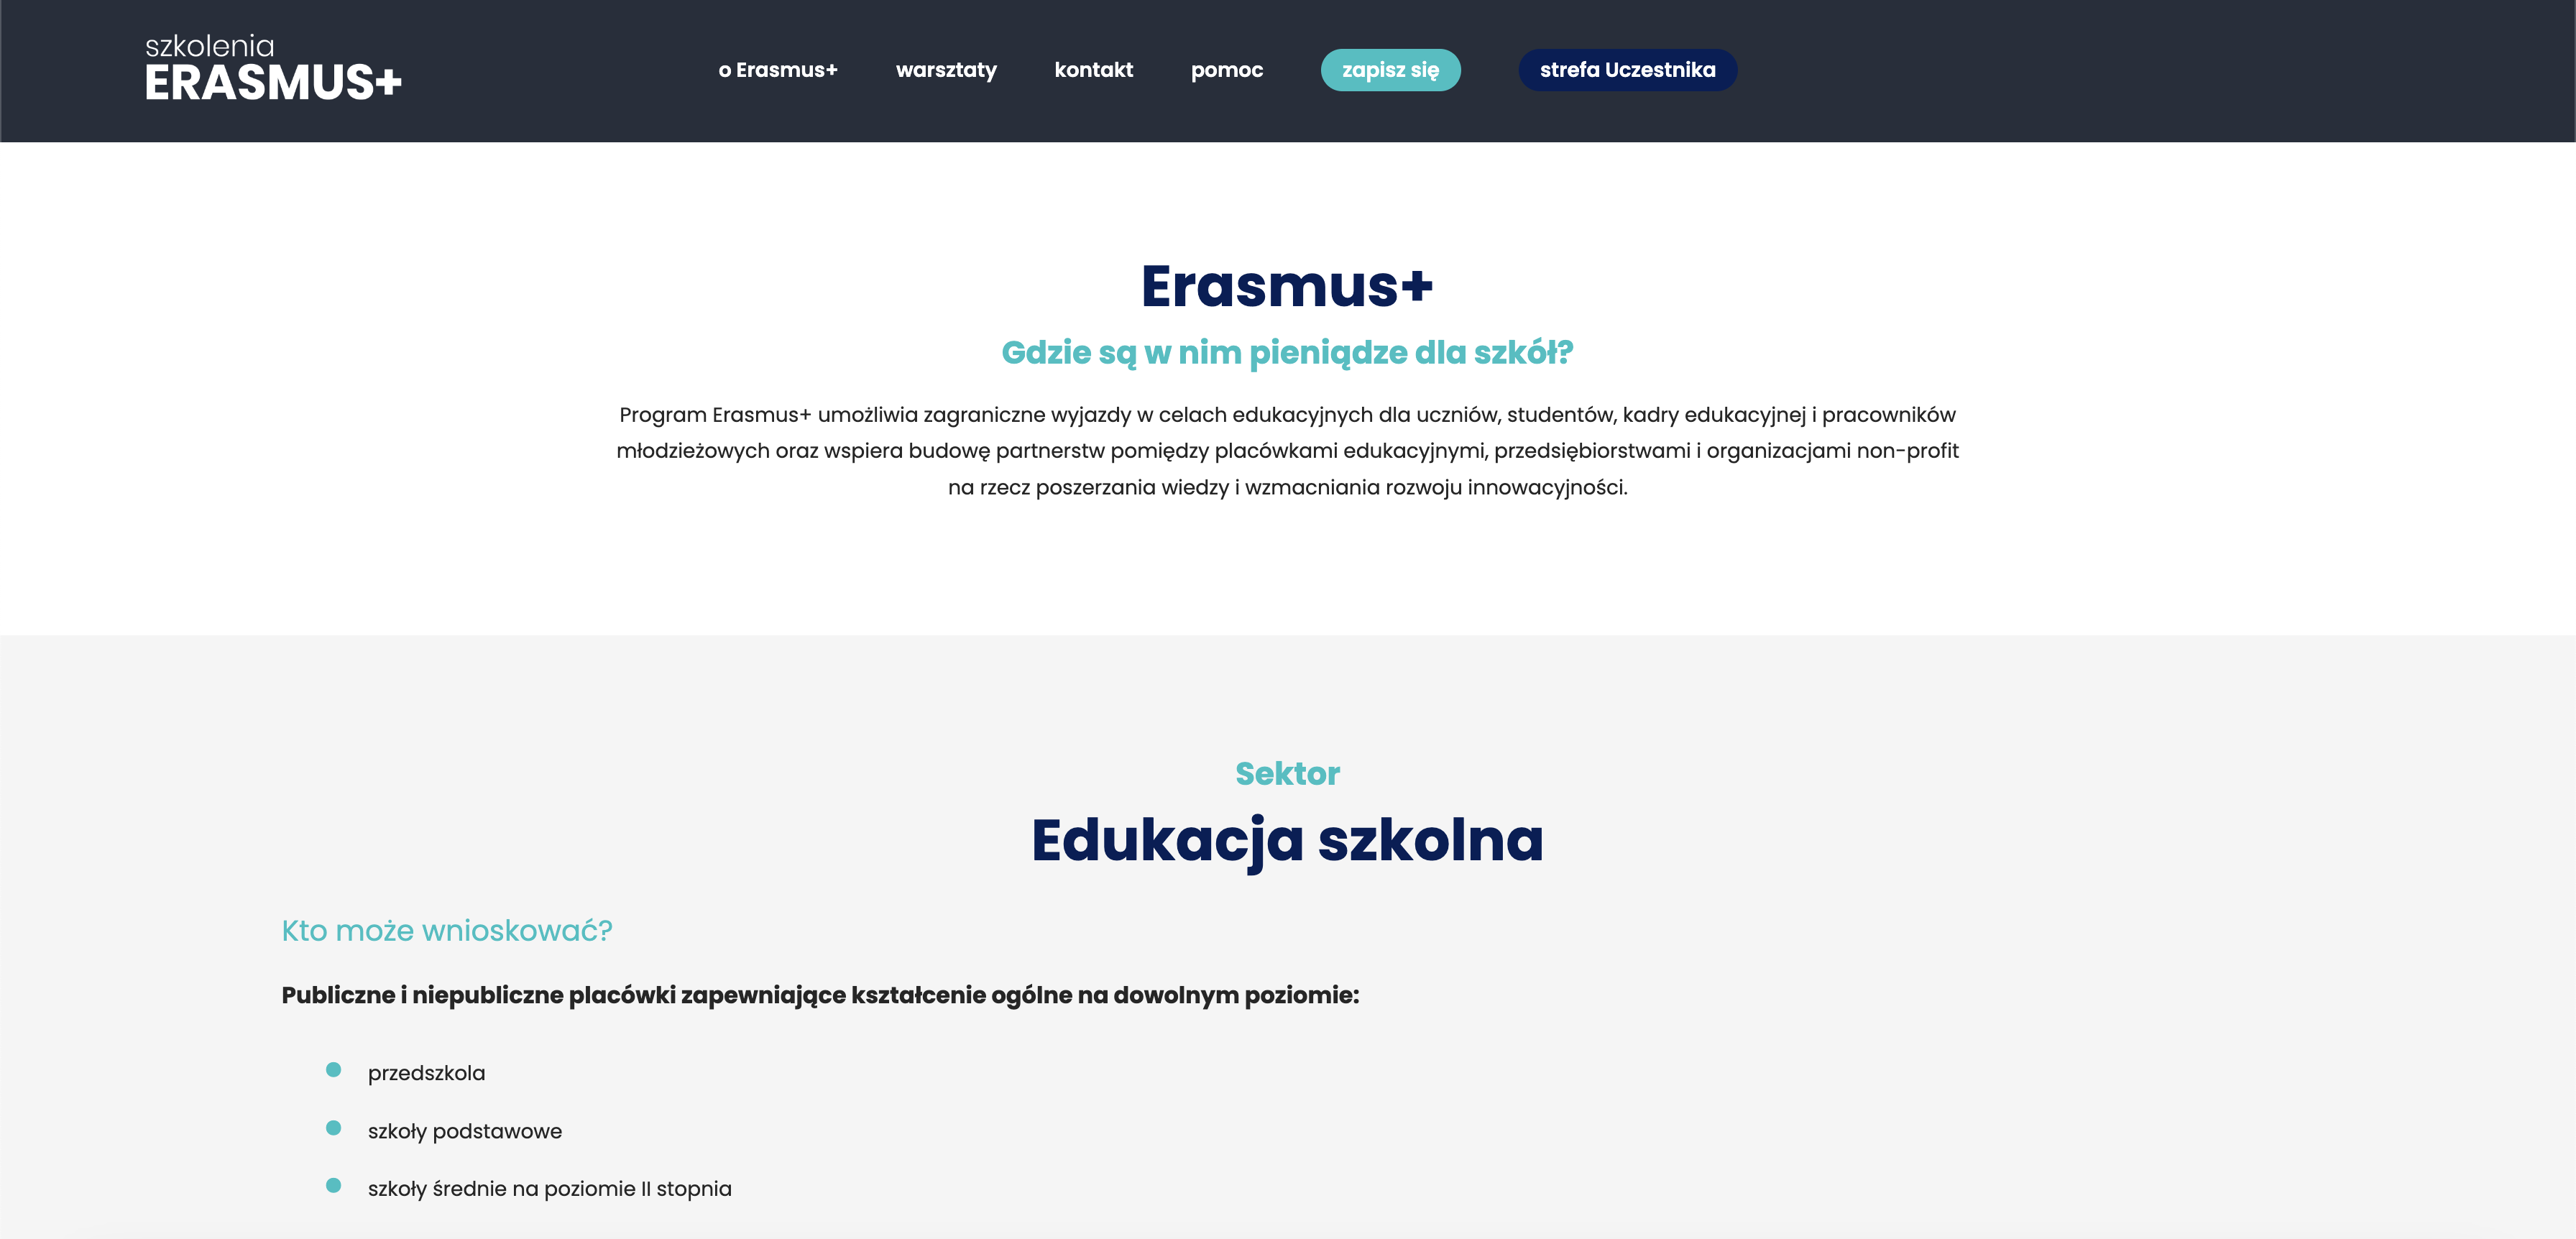 szkolenia
ERASMUS+
o Erasmus+ warsztaty kontakt pomoc zapisz się strefa Uczestnika
Erasmus+
Gdzie są w nim pieniądze dla szkół?
Program Erasmus+ umożliwia zagraniczne wyjazdy w celach edukacyjnych dla uczniów, studentów, kadry edukacyjnej i pracowników
młodzieżowych oraz wspiera budowę partnerstw pomiędzy placówkami edukacyjnymi, przedsiębiorstwami i organizacjami non-profit
na rzecz poszerzania wiedzy i wzmacniania rozwoju innowacyjności.
Sektor
Edukacja szkolna
Kto może wnioskować?
Publiczne i niepubliczne placówki zapewniające kształcenie ogólne na dowolnym poziomie:
przedszkola
szkoły podstawowe
szkoły średnie na poziomie II stopnia